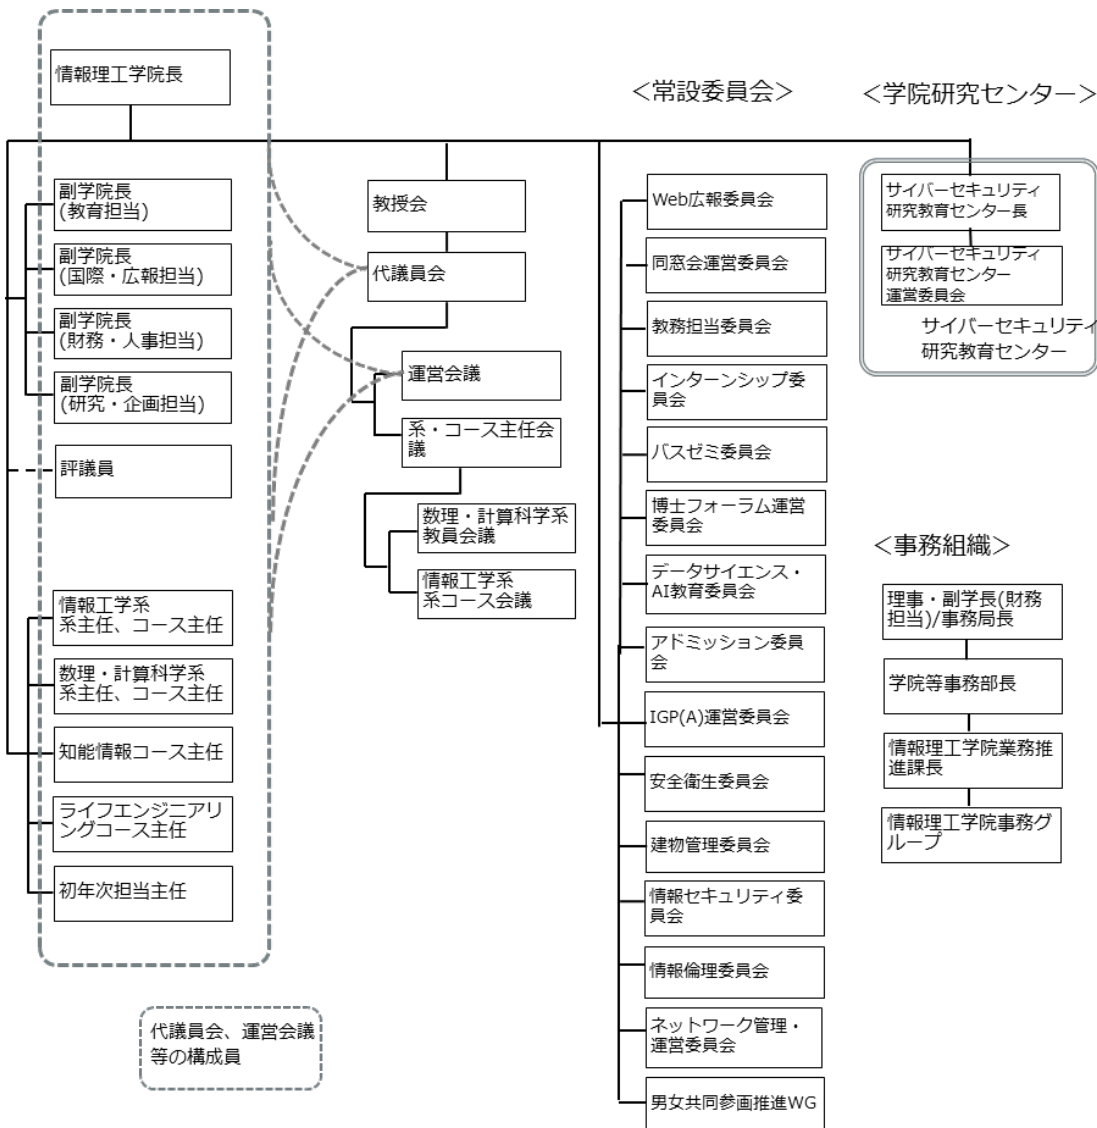 情報理工学院長
副学院長
(教育担当)
副学院長
(国際・広報担当)
副学院長
(財務・人事担当)
副学院長
(研究・企画担当)
評議員
情報工学系
系主任、コース主任
数理・計算科学系
系主任、コース主任
知能情報コース主任
ライフエンジニアリ
ングコース主任
初年次担当主任
代議員会、運営会議
等の構成員
教授会
代議員会
運営会議
系・コース主任会
議
数理・計算科学系
教員会議
情報工学系
系コース会議
＜常設委員会＞
Web広報委員会
同窓会運営委員会
教務担当委員会
インターンシップ委
員会
バスゼミ委員会
博士フォーラム運営
委員会
データサイエンス・
AI教育委員会
アドミッション委員
会
IGP(A)運営委員会
安全衛生委員会
建物管理委員会
情報セキュリティ委
員会
情報倫理委員会
ネットワーク管理・
運営委員会
男女共同参画推進WG
＜学院研究センター＞
サイバーセキュリティ
研究教育センター長
サイバーセキュリティ
研究教育センター
運営委員会
サイバーセキュリティ
研究教育センター
＜事務組織＞
理事・副学長(財務
担当)/事務局長
学院等事務部長
情報理工学院業務推
進課長
情報理工学院事務グ
ループ